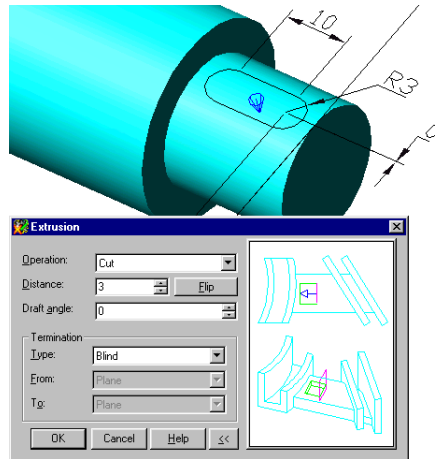 10
R3
0
Extrusion
Operation: Cut
Distance: 3 Flip
Draft angle: 0
Termination
Type: Blind
From: Plane
To: Plane
OK Cancel Help <<